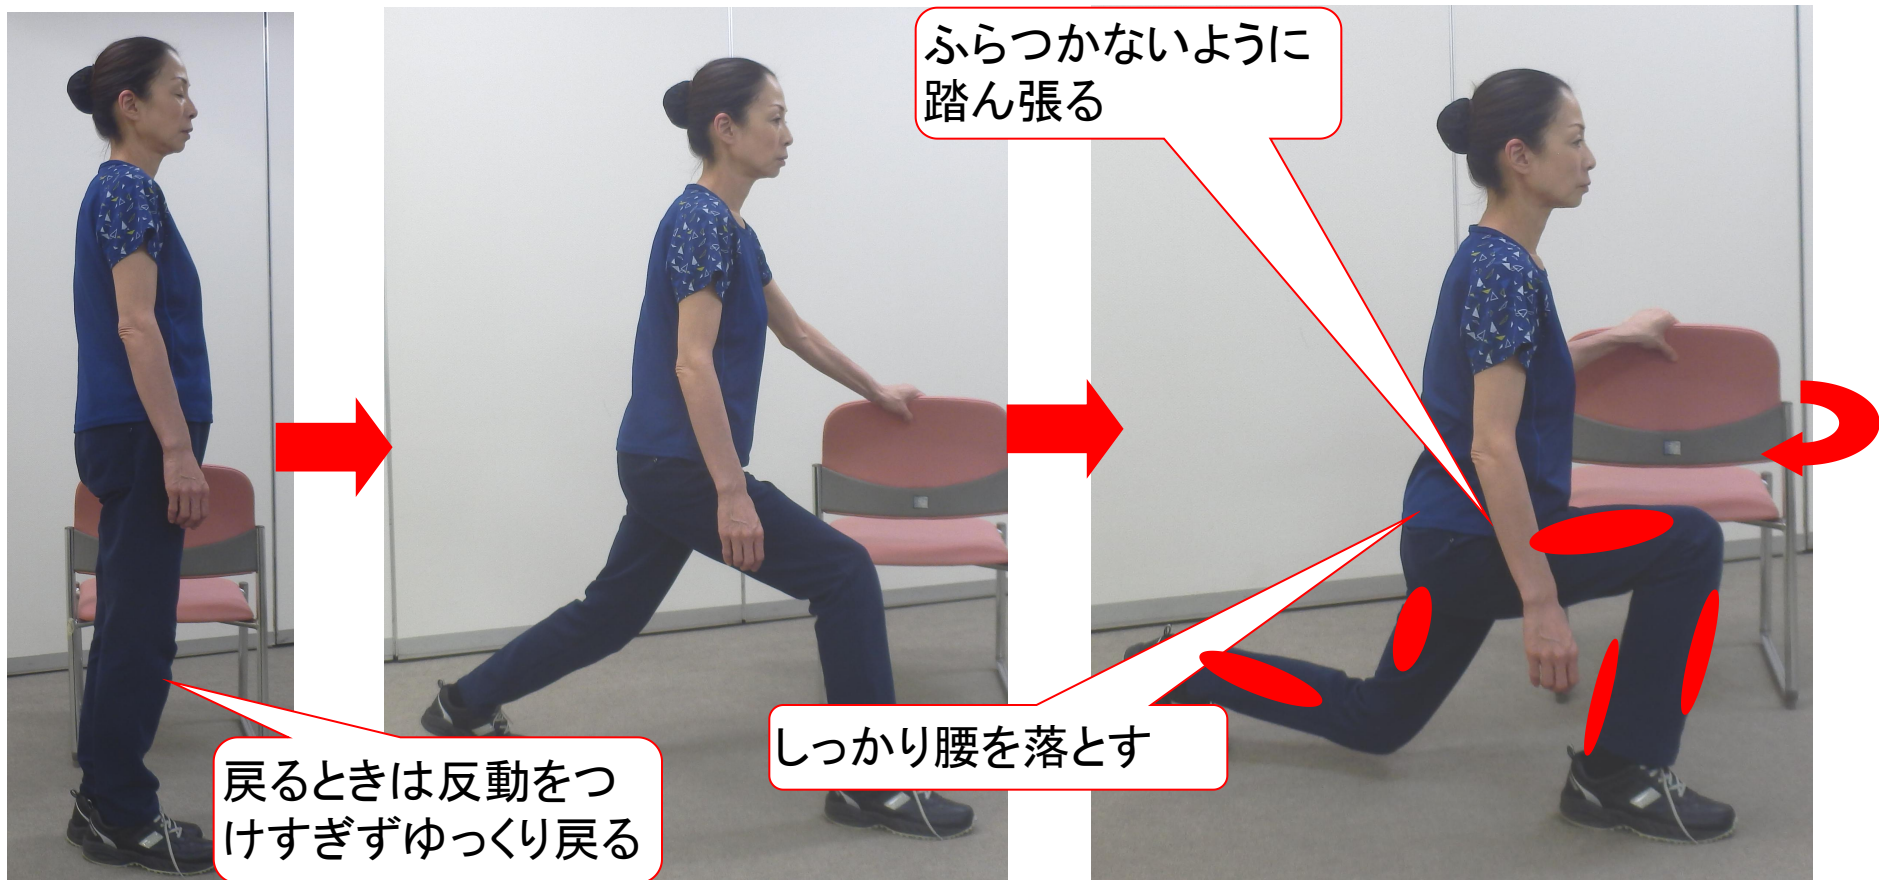 ふらつかないように
踏ん張る
しっかり腰を落とす
戻るときは反動をつ
けすぎずゆっくり戻る